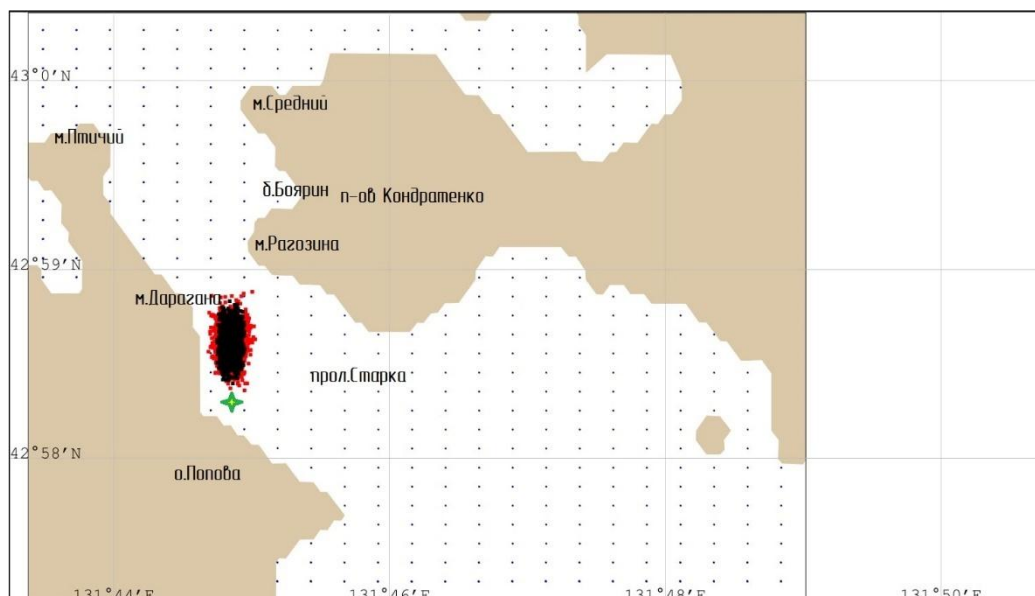 43°0′N
м.Средний
м.Птичий
б.Боярин
п-ов Кондратенко
м.Рагозина
42°59′N
м.Дарагана
прол.Старка
42°58′N
о.Попова
131°44′E
131°46′E
131°48′E
131°50′E